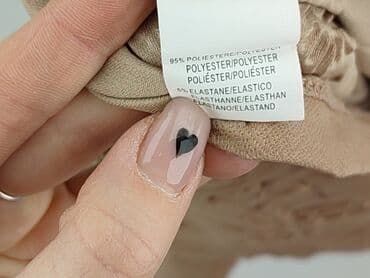 95% POLIESTERE/POLYESTER
POLYESTER/POLYESTER
POLIÉSTER/POLIÉSTER
5% ELASTANE/ELASTICO
ELASTHANNE/ELASTHAN
ELASTANO/ELASTAND